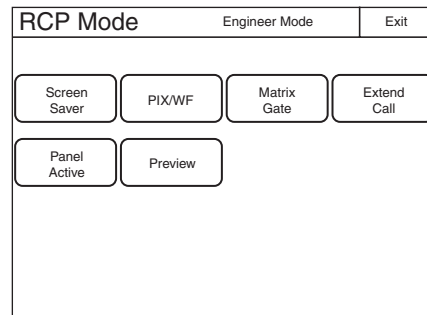 RCP Mode Engineer Mode Exit
Screen
Saver
PIX/WF
Matrix
Gate
Extend
Call
Panel
Active
Preview